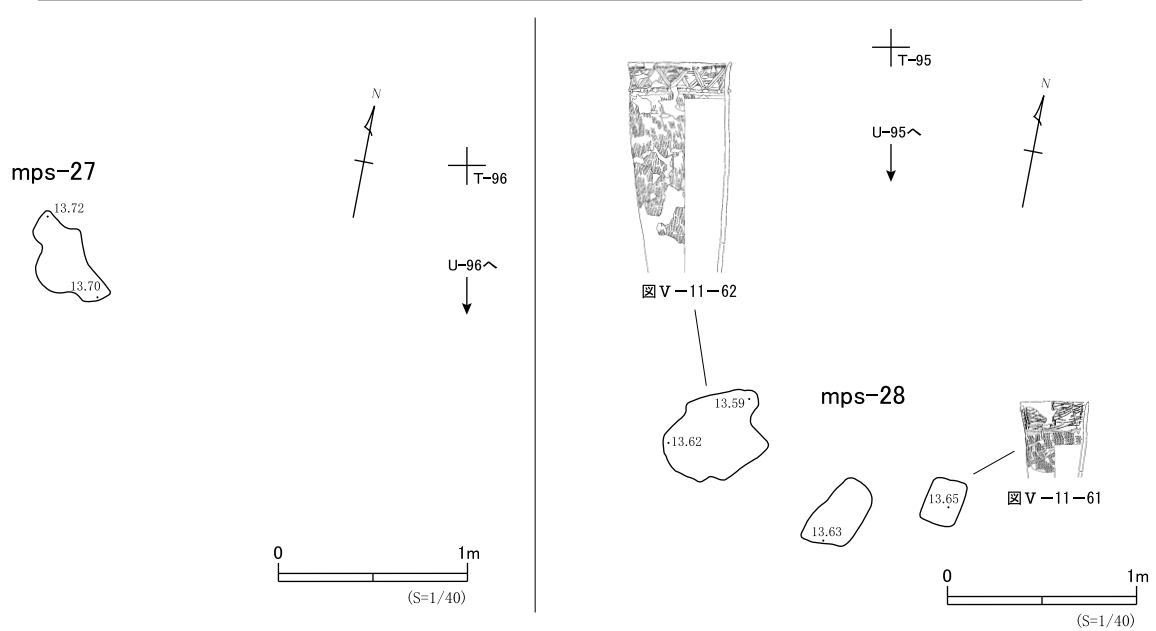 mps-27
13.72
13.70
N
T-96
U-96へ
0 1m
(S=1/40)
T-95
U-95へ
N
図Ⅴ-11-62
mps-28
13.59
13.62
13.63
13.65
図Ⅴ-11-61
0 1m
(S=1/40)